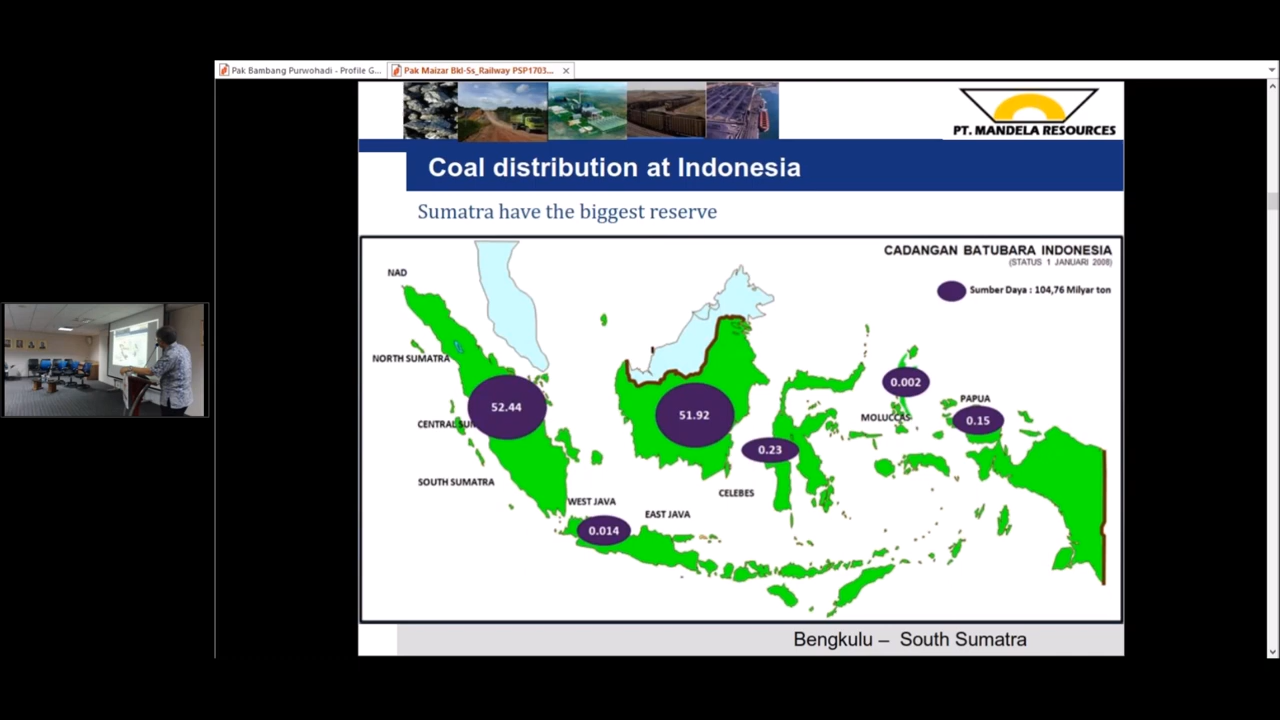 Pak Bambang Purwohadi - Profile G...
Pak Maizar Bkl-Ss_Railway PSP1703...
PT. MANDELA RESOURCES
Coal distribution at Indonesia
Sumatra have the biggest reserve
CADANGAN BATUBARA INDONESIA
(STATUS 1 JANUARI 2008)
Sumber Daya : 104,76 Milyar ton
NAD
NORTH SUMATRA
52.44
51.92
0.002
PAPUA
MOLUCCAS
0.15
CENTRAL SUM
0.23
SOUTH SUMATRA
CELEBES
WEST JAVA
EAST JAVA
0.014
Bengkulu – South Sumatra